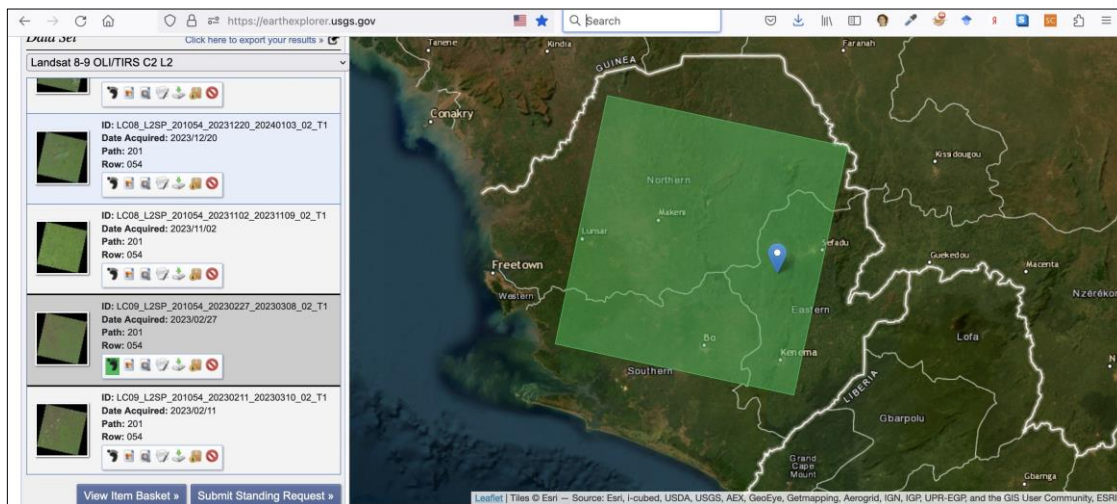 https://earthexplorer.usgs.gov
Search
Data Set
Click here to export your results »
Landsat 8-9 OLI/TIRS C2 L2
ID: LC08_L2SP_201054_20231220_20240103_02_T1
Date Acquired: 2023/12/20
Path: 201
Row: 054
ID: LC08_L2SP_201054_20231102_20231109_02_T1
Date Acquired: 2023/11/02
Path: 201
Row: 054
ID: LC09_L2SP_201054_20230227_20230308_02_T1
Date Acquired: 2023/02/27
Path: 201
Row: 054
ID: LC09_L2SP_201054_20230211_20230310_02_T1
Date Acquired: 2023/02/11
Path: 201
Row: 054
View Item Basket »
Submit Standing Request »
Tanene
Kindia
Faranah
GUINEA
Conakry
Kissidougou
Northern
Makeni
Lunsar
Sefadu
Freetown
Western
Guekedou
Macenta
Nzéréko
Eastern
Lofa
Bo
Kenema
Southern
LIBERIA
Gbarpolu
Grand
Cape
Mount
Gbarnga
Leaflet | Tiles © Esri — Source: Esri, i-cubed, USDA, USGS, AEX, GeoEye, Getmapping, Aerogrid, IGN, IGP, UPR-EGP, and the GIS User Community, ESRI